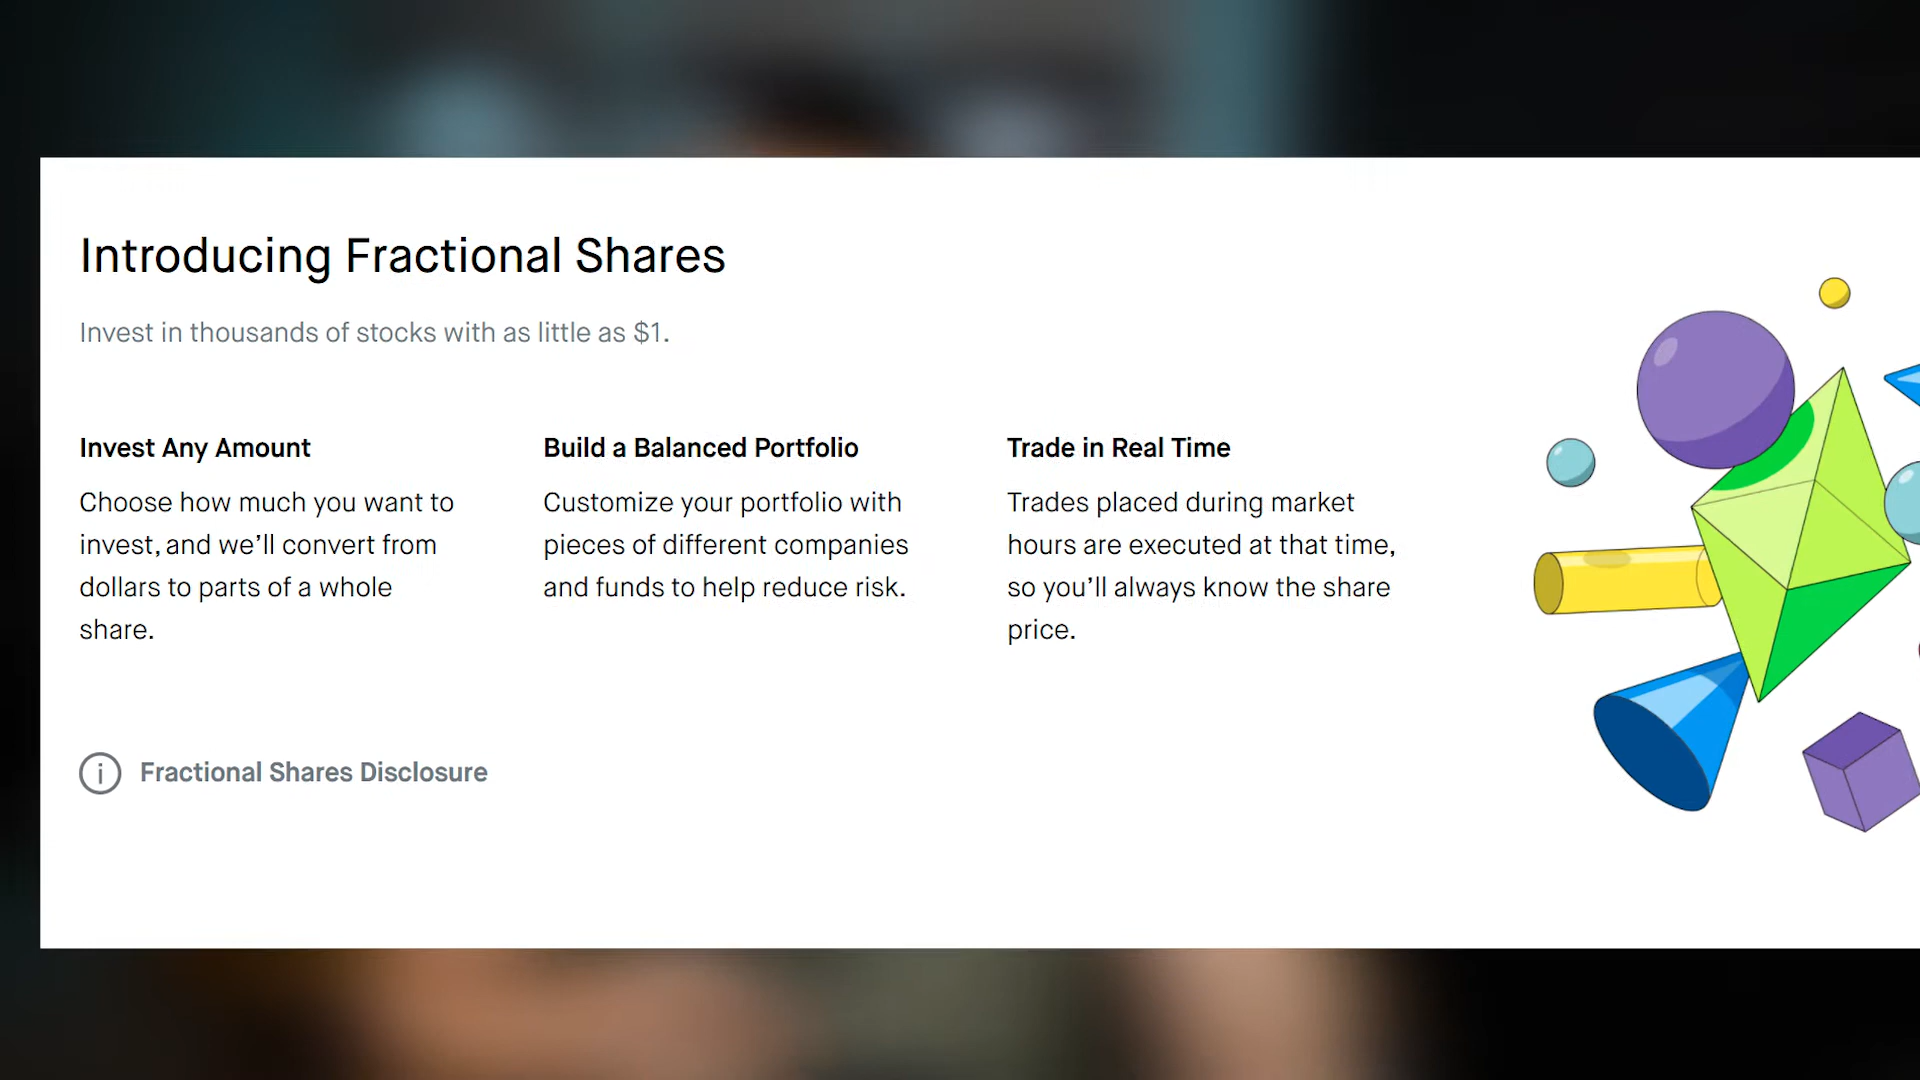 Introducing Fractional Shares
Invest in thousands of stocks with as little as $1.
Invest Any Amount
Choose how much you want to
invest, and we’ll convert from
dollars to parts of a whole
share.
Build a Balanced Portfolio
Customize your portfolio with
pieces of different companies
and funds to help reduce risk.
Trade in Real Time
Trades placed during market
hours are executed at that time,
so you’ll always know the share
price.
Fractional Shares Disclosure